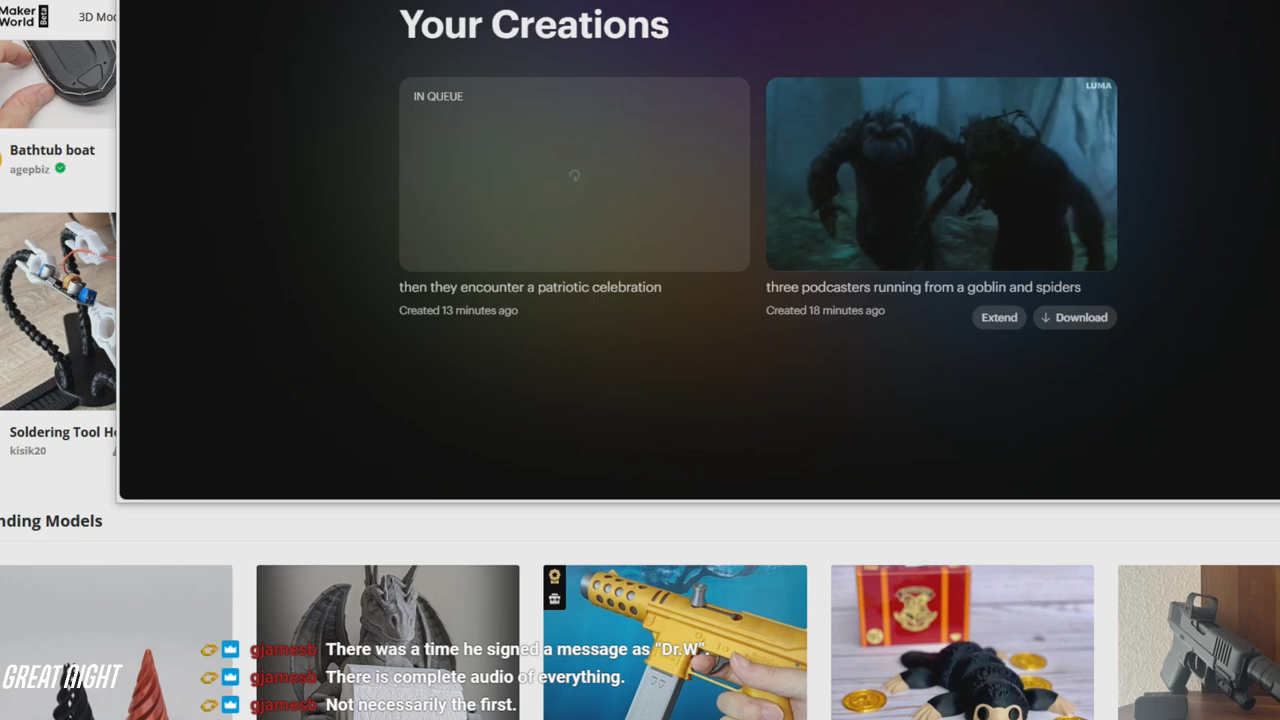 Maker
World Beta
3D Mo
Your Creations
IN QUEUE
LUMA
Bathtub boat
agepbiz
then they encounter a patriotic celebration
Created 13 minutes ago
three podcasters running from a goblin and spiders
Created 18 minutes ago
Extend
Download
Soldering Tool H
kisik20
nding Models
gjamesb There was a time he signed a message as "Dr.W".
gjamesb There is complete audio of everything.
gjamesb Not necessarily the first.
GREAT NIGHT